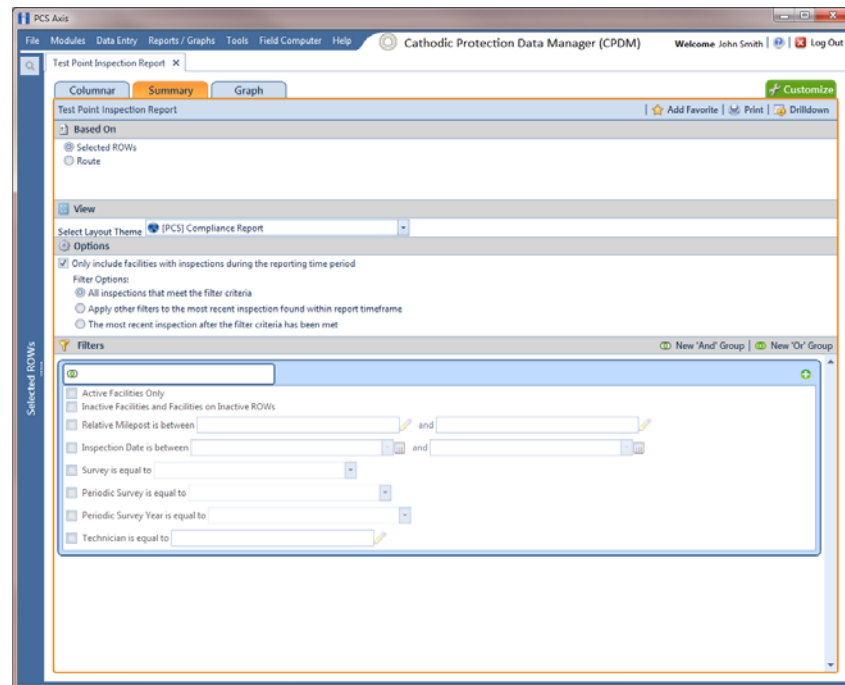 PCS Axis
File Modules Data Entry Reports / Graphs Tools Field Computer Help Cathodic Protection Data Manager (CPDM) Welcome John Smith Log Out
Test Point Inspection Report
Columnar Summary Graph Customize
Test Point Inspection Report Add Favorite Print Drilldown
Based On
Selected ROWs
Route
View
Select Layout Theme [PCS] Compliance Report
Options
Only include facilities with inspections during the reporting time period
Filter Options:
All inspections that meet the filter criteria
Apply other filters to the most recent inspection found within report timeframe
The most recent inspection after the filter criteria has been met
Filters New 'And' Group New 'Or' Group
Active Facilities Only
Inactive Facilities and Facilities on Inactive ROWs
Relative Milepost is between and
Inspection Date is between and
Survey is equal to
Periodic Survey is equal to
Periodic Survey Year is equal to
Technician is equal to
Selected ROWs